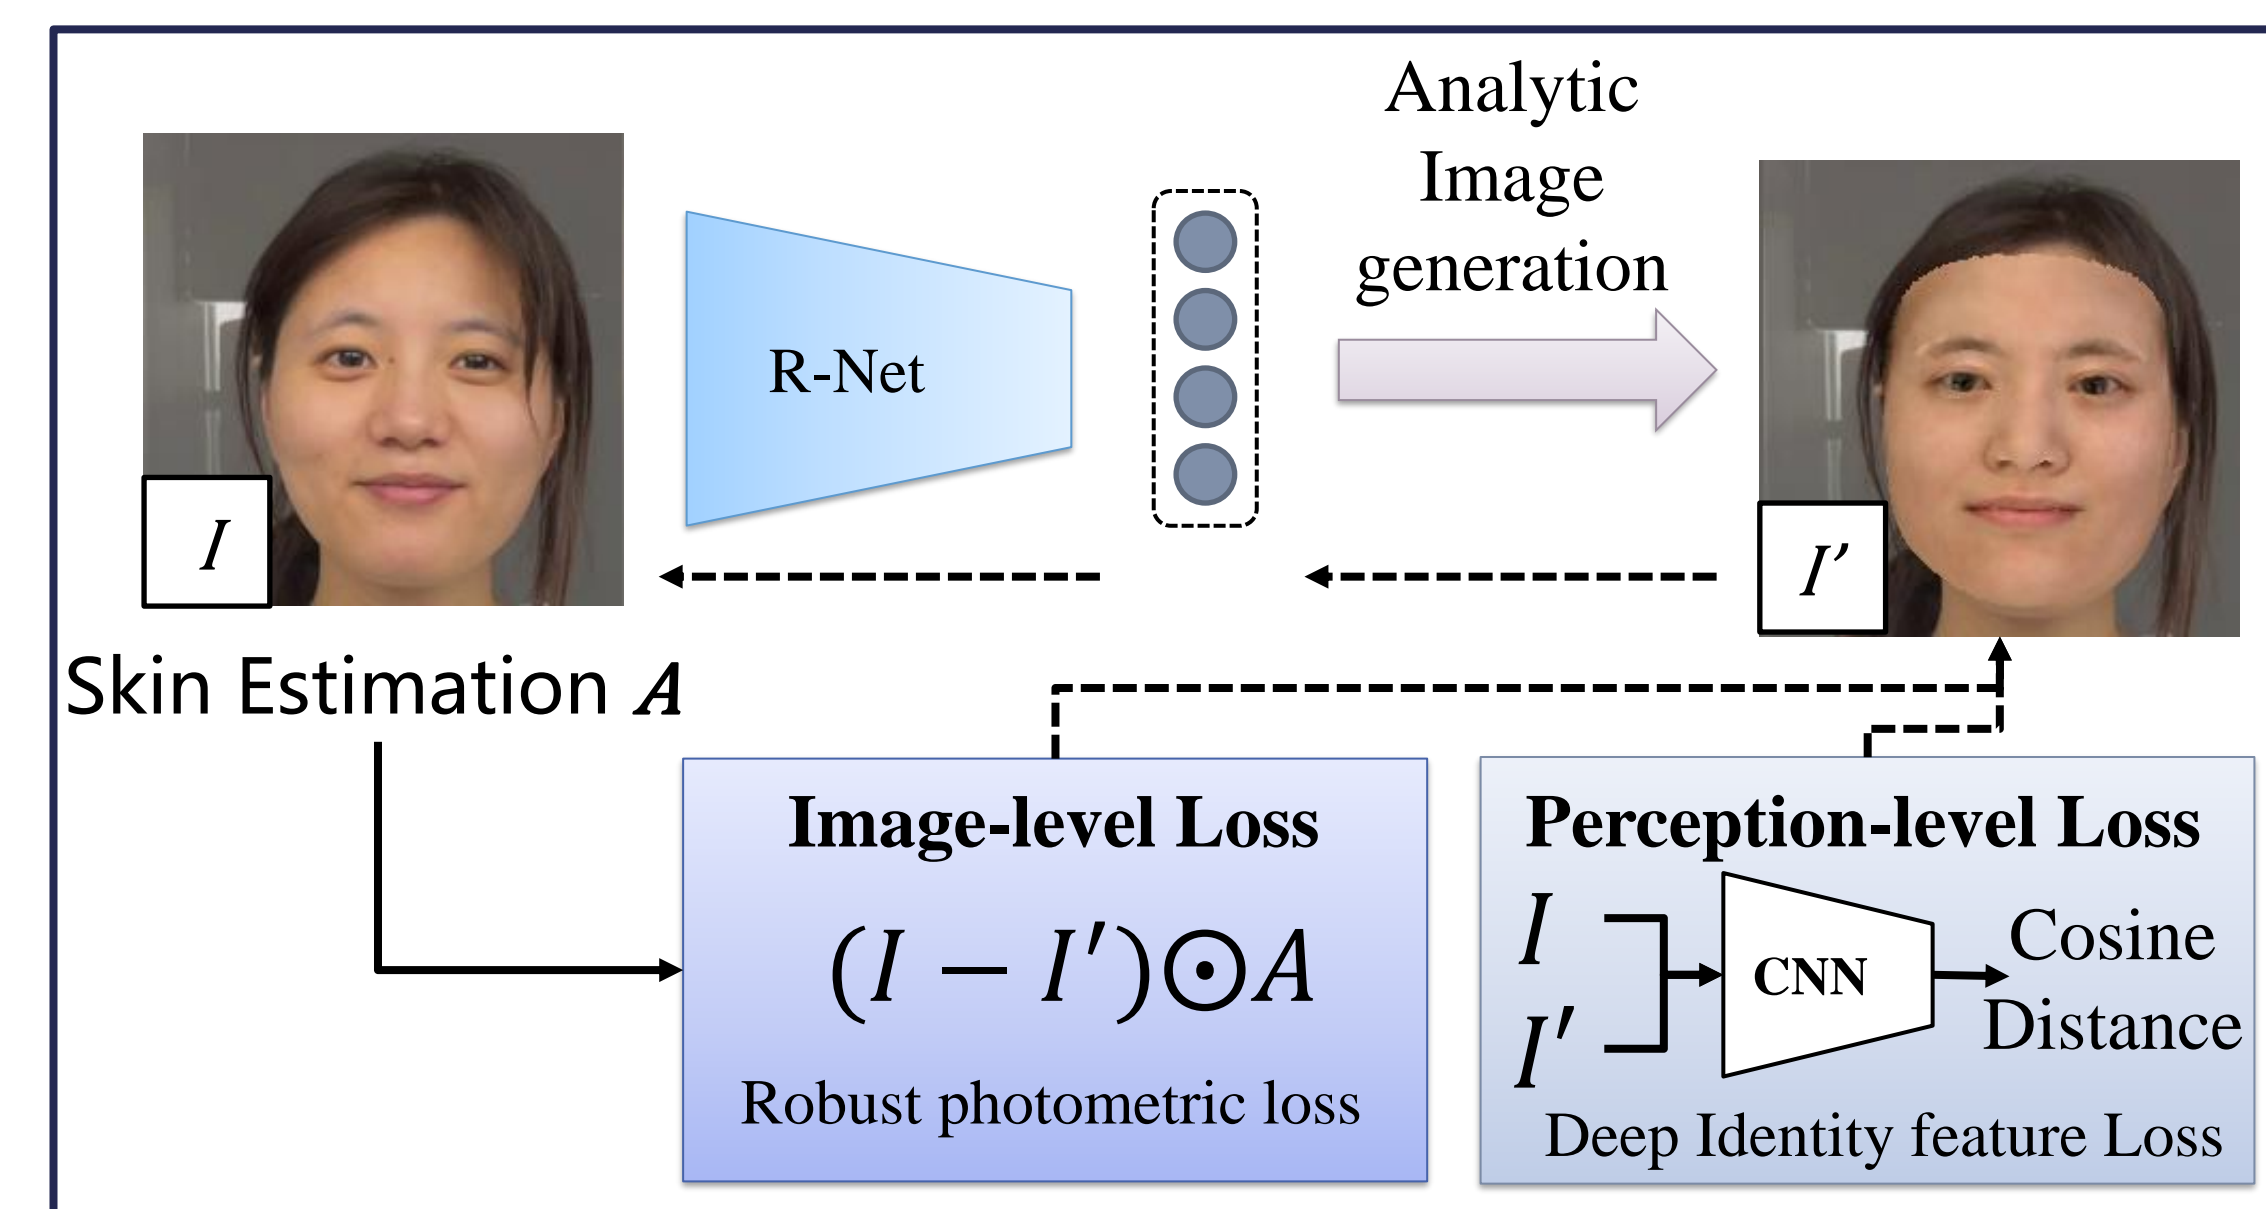 Analytic
Image
generation
R-Net
I
I′
Skin Estimation A
Image-level Loss
(I − I′)⊙A
Robust photometric loss
Perception-level Loss
I
I′
CNN
Cosine
Distance
Deep Identity feature Loss